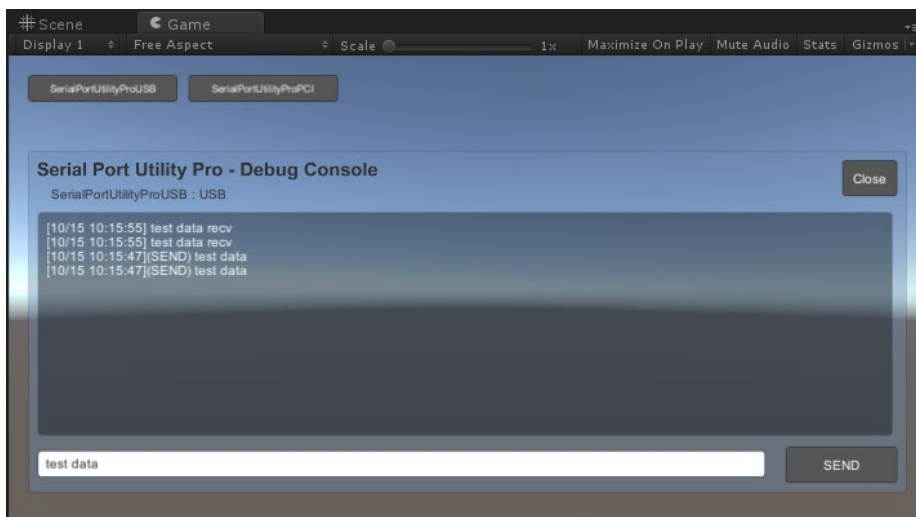 Scene Game
Display 1 Free Aspect Scale 1x Maximize On Play Mute Audio Stats Gizmos
SerialPortUtilityProUSB SerialPortUtilityProPCI
Serial Port Utility Pro - Debug Console
Close
SerialPortUtilityProUSB : USB
[10/15 10:15:55] test data recv
[10/15 10:15:55] test data recv
[10/15 10:15:47](SEND) test data
[10/15 10:15:47](SEND) test data
test data SEND